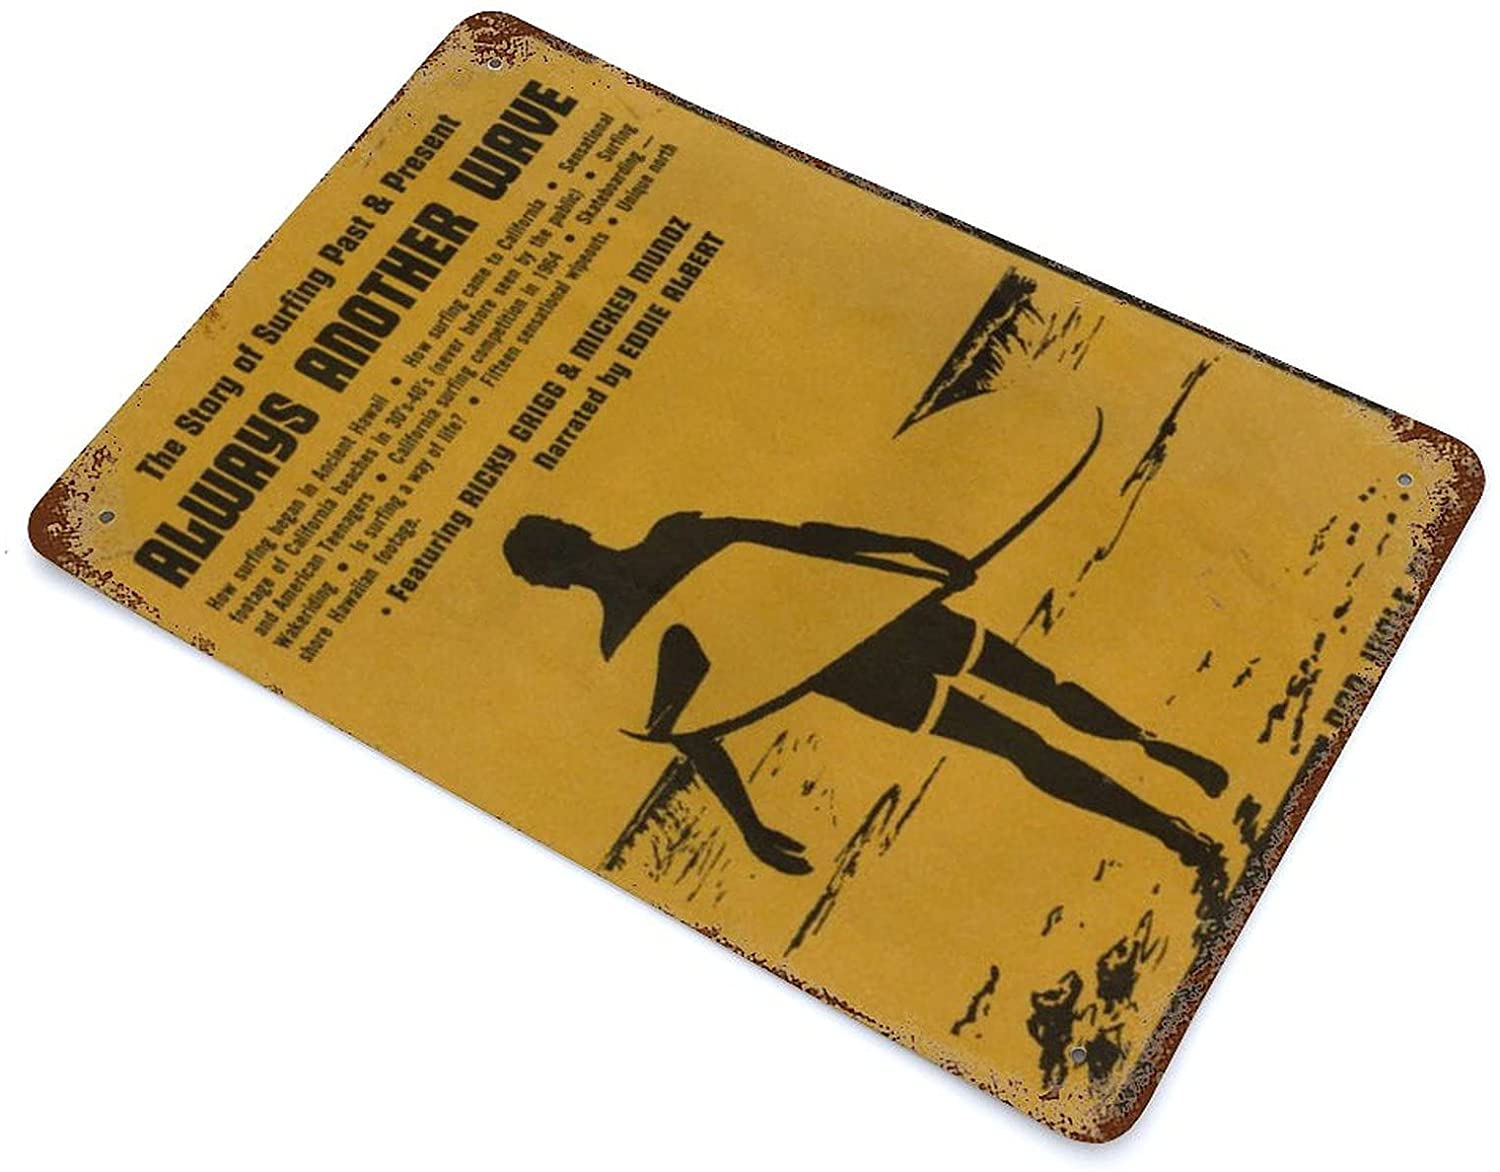 The Story of Surfing Past & Present
ALWAYS ANOTHER WAVE
How surfing began in Ancient Hawaii • How surfing came to California • Sensational
footage of California beaches in 30's-40's (never before seen by the public) • Surfing
and American Teenagers • California surfing competition in 1964 • Skateboarding —
Wakeriding • Is surfing a way of life? • Fifteen sensational wipeouts • Unique north
shore Hawaiian footage.
• Featuring RICKY GRIGG & MICKEY MUNOZ
Narrated by EDDIE ALBERT